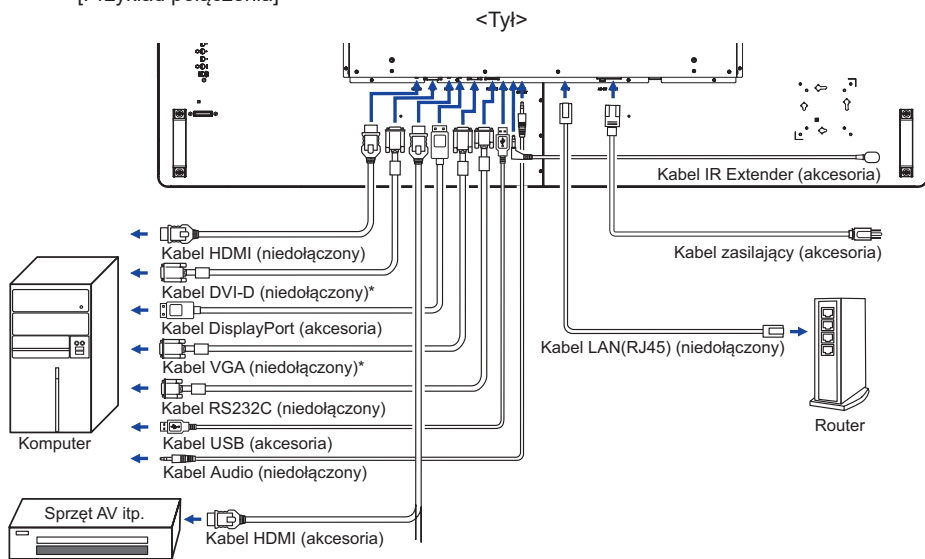 [Przykład połączenia]
<Tył>
Kabel IR Extender (akcesoria)
Kabel HDMI (niedołączony)
Kabel zasilający (akcesoria)
Kabel DVI-D (niedołączony)*
Kabel DisplayPort (akcesoria)
Kabel LAN(RJ45) (niedołączony)
Kabel VGA (niedołączony)*
Kabel RS232C (niedołączony)
Router
Komputer
Kabel USB (akcesoria)
Kabel Audio (niedołączony)
Sprzęt AV itp.
Kabel HDMI (akcesoria)